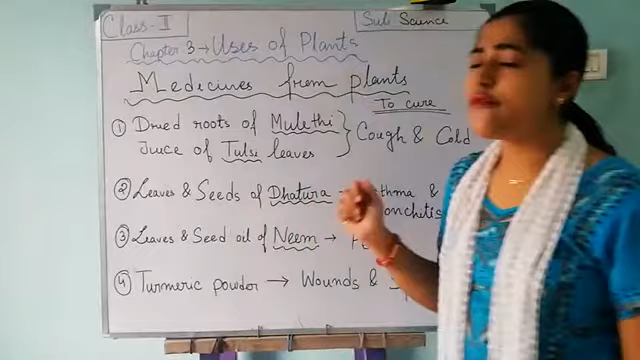 Class-II
Sub Science
Chapter 3→Uses of Plants
Medicines from plants
To cure
① Dried roots of Mulethi
Juice of Tulsi leaves
Cough & Cold
② Leaves & Seeds of Dhatura → &
③ Leaves & Seed oil of Neem →
④ Turmeric powder → Wounds &